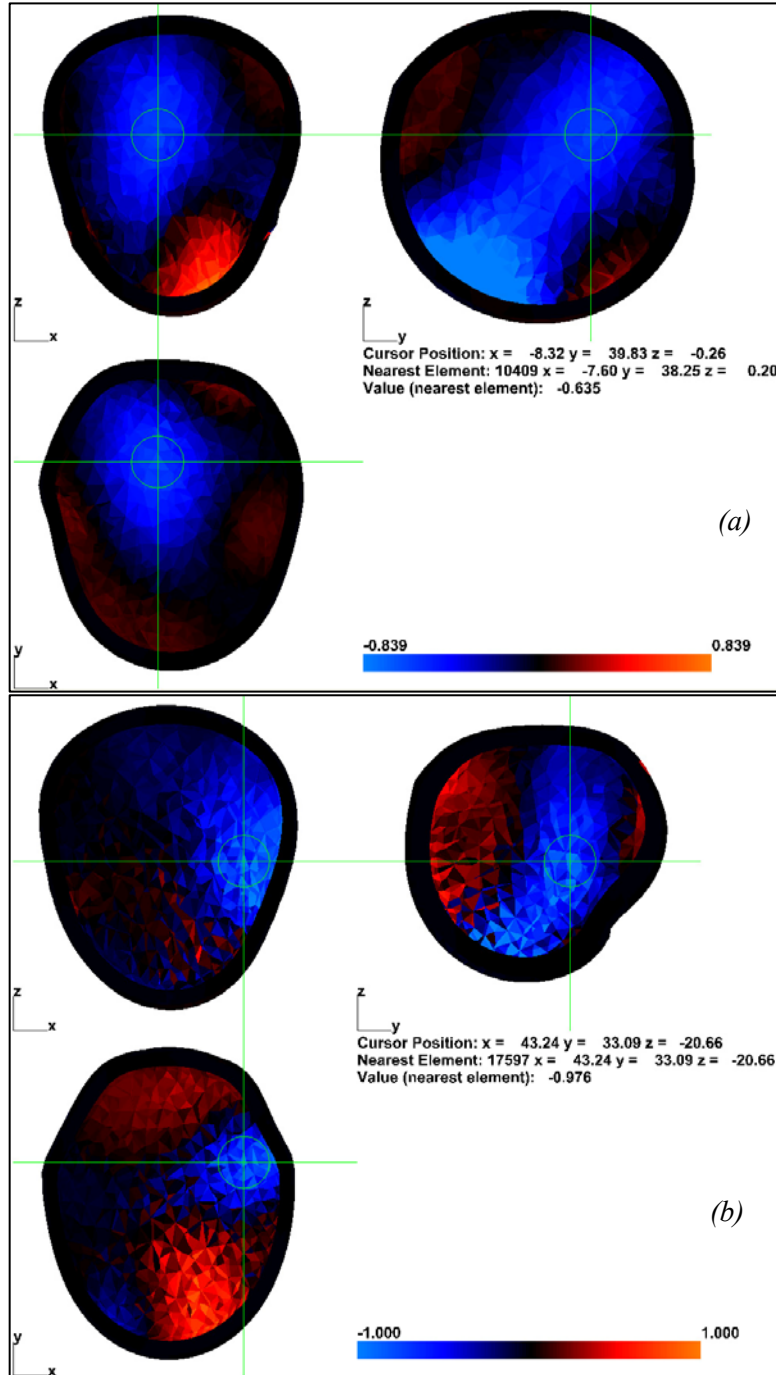 z
x
z
y
Cursor Position: x = -8.32 y = 39.83 z = -0.26
Nearest Element: 10409 x = -7.60 y = 38.25 z = 0.20
Value (nearest element): -0.635
(a)
y
x
-0.839 0.839
z
x
z
y
Cursor Position: x = 43.24 y = 33.09 z = -20.66
Nearest Element: 17597 x = 43.24 y = 33.09 z = -20.66
Value (nearest element): -0.976
(b)
y
x
-1.000 1.000